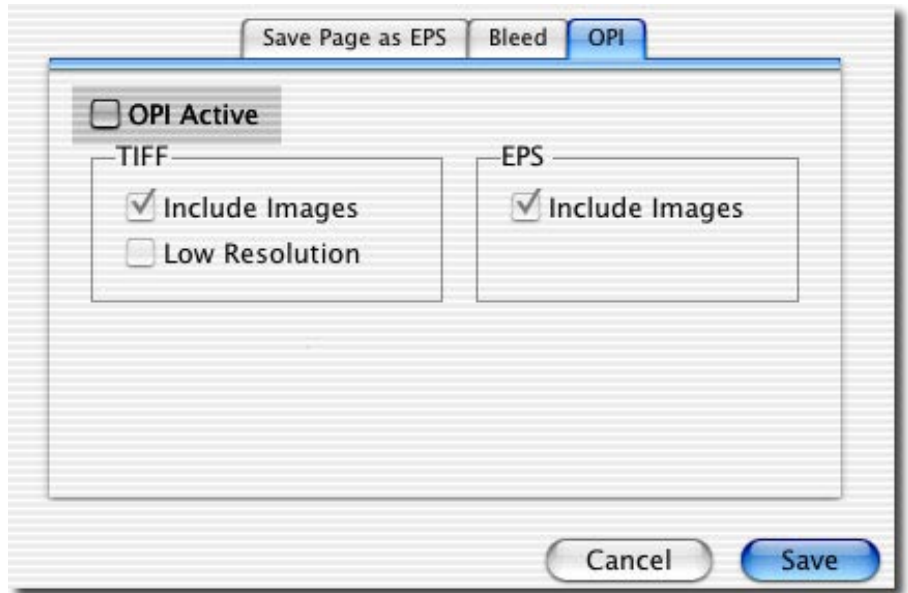 Save Page as EPS Bleed OPI
OPI Active
TIFF
Include Images
Low Resolution
EPS
Include Images
Cancel Save